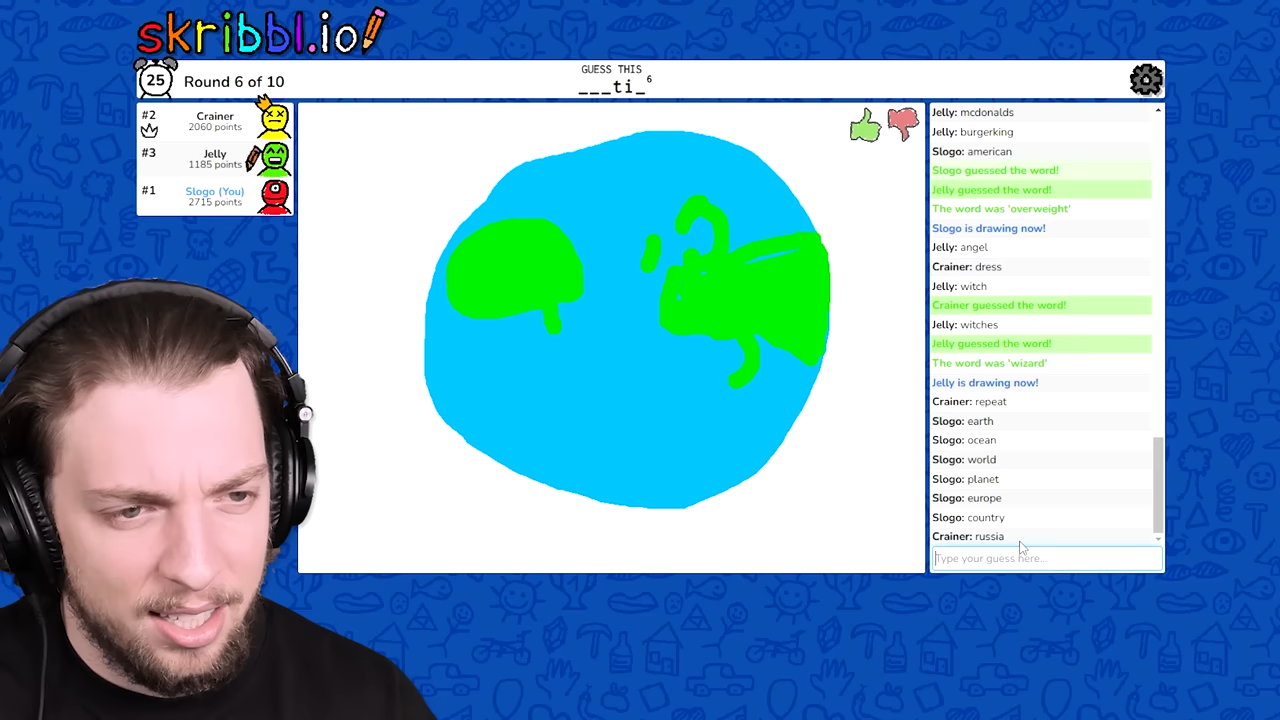 skribbl.io
25
Round 6 of 10
GUESS THIS
___ti_ 6
#2
Crainer
2060 points
#3
Jelly
1185 points
#1
Slogo (You)
2715 points
Jelly: mcdonalds
Jelly: burgerking
Slogo: american
Slogo guessed the word!
Jelly guessed the word!
The word was 'overweight'
Slogo is drawing now!
Jelly: angel
Crainer: dress
Jelly: witch
Crainer guessed the word!
Jelly: witches
Jelly guessed the word!
The word was 'wizard'
Jelly is drawing now!
Crainer: repeat
Slogo: earth
Slogo: ocean
Slogo: world
Slogo: planet
Slogo: europe
Slogo: country
Crainer: russia
Type your guess here...